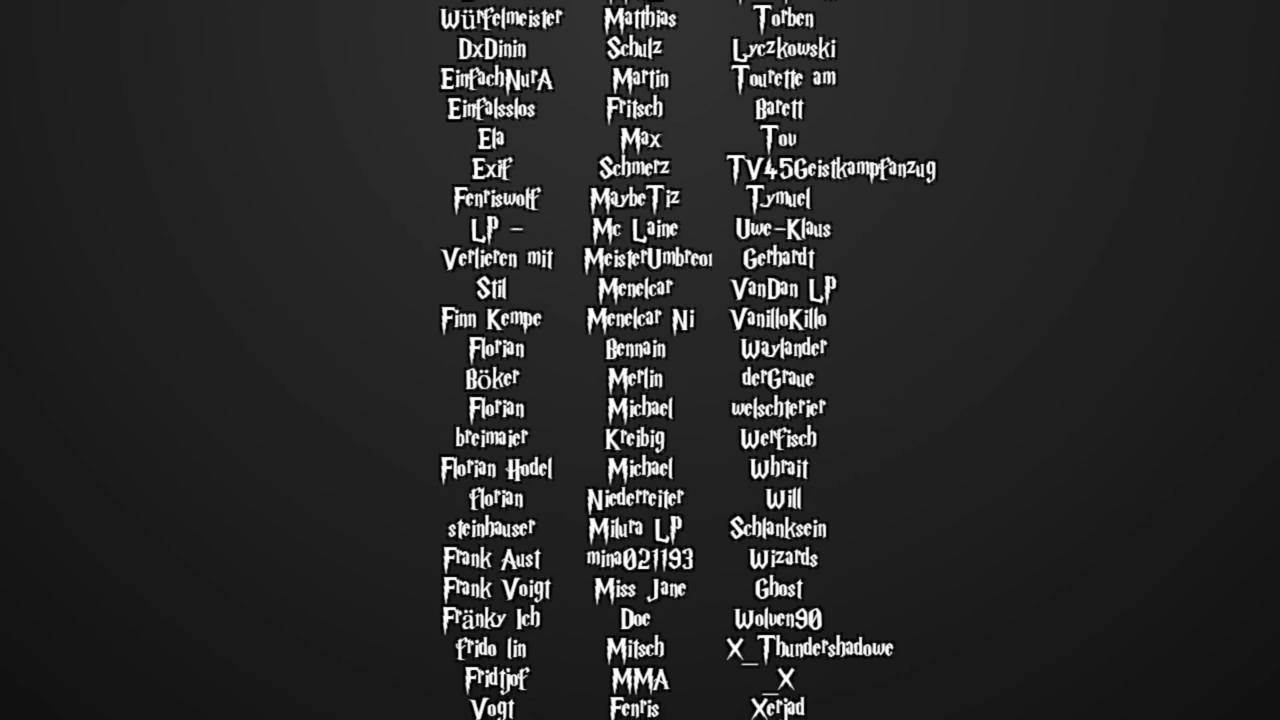 Würfelmeister
DxDinin
EinfachNurA
Einfalsslos
Ela
Exif
Fenriswolf
LP -
Verlieren mit
Stil
Finn Kempe
Florian
Böker
Florian
breimaier
Florian Hodel
florian
steinhauser
Frank Aust
Frank Voigt
Fränky Ich
frido lin
Fridtjof
Vogt
Matthias
Schulz
Martin
Fritsch
Max
Schmerz
MaybeTiz
Mc Laine
MeisterUmbreon
Menelcar
Menelcar Ni
Bennain
Merlin
Michael
Kreibig
Michael
Niederreiter
Milura LP
mina021193
Miss Jane
Doe
Mitsch
MMA
Fenris
Torben
Lyczkowski
Tourette am
Barett
Tov
TV45Geistkampfanzug
Tymuel
Uwe-Klaus
Gerhardt
VanDan LP
VanilloKillo
Waylander
derGraue
welschterier
Werfisch
Whrait
Will
Schlanksein
Wizards
Ghost
Wolven90
X_Thundershadowe
_X
Xerjad